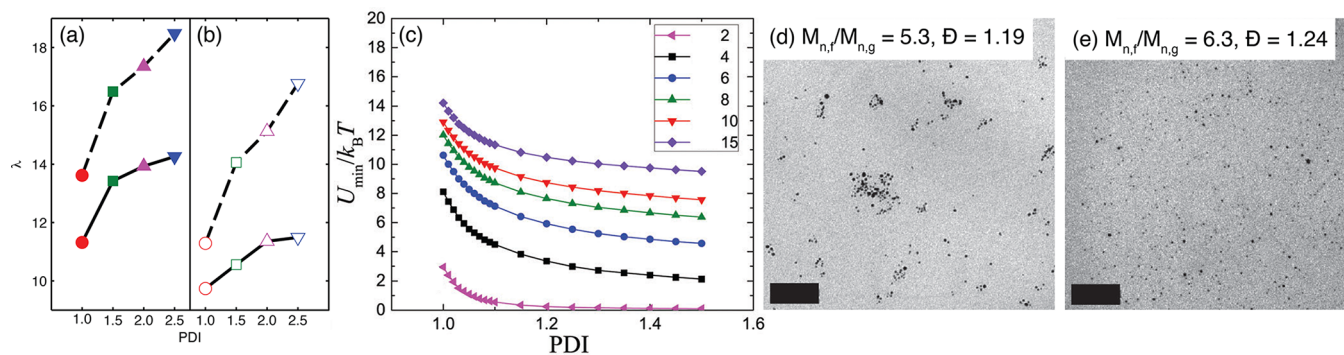 (a)
(b)
18
16
14
12
10
λ
1.0 1.5 2.0 2.5 1.0 1.5 2.0 2.5
PDI
(c)
20
18
16
14
12
10
8
6
4
2
0
U_min/k_BT
2
4
6
8
10
15
1.0 1.2 1.4 1.6
PDI
(d) M_n,f/M_n,g = 5.3, Đ = 1.19
(e) M_n,f/M_n,g = 6.3, Đ = 1.24